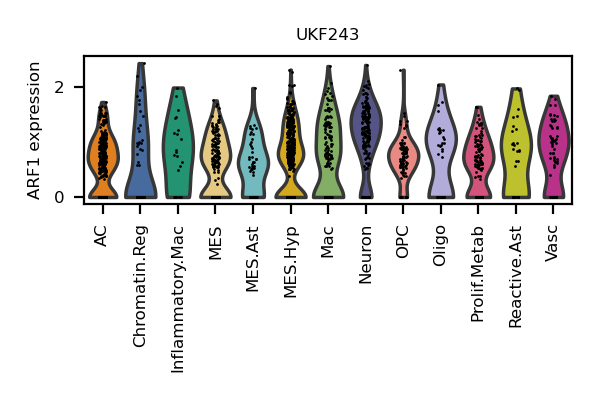 UKF243
ARF1 expression
2
0
AC
Chromatin.Reg
Inflammatory.Mac
MES
MES.Ast
MES.Hyp
Mac
Neuron
OPC
Oligo
Prolif.Metab
Reactive.Ast
Vasc